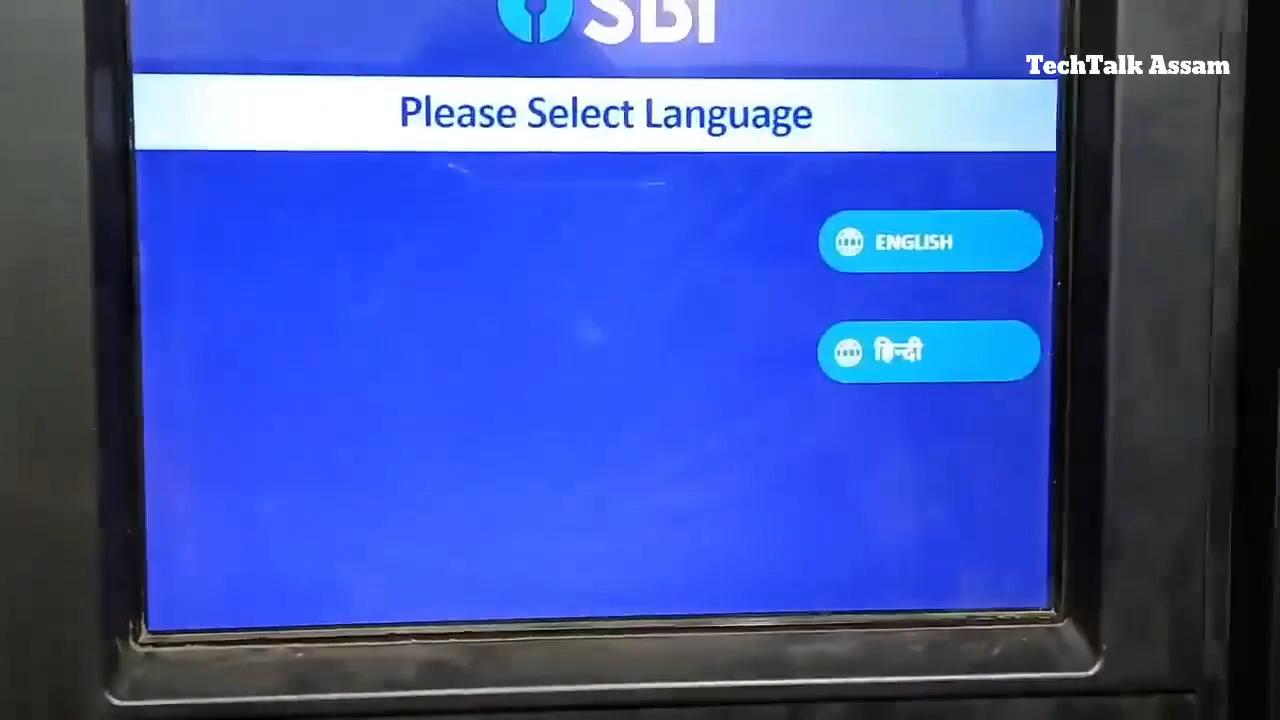 SBI
TechTalk Assam
Please Select Language
ENGLISH
हिन्दी